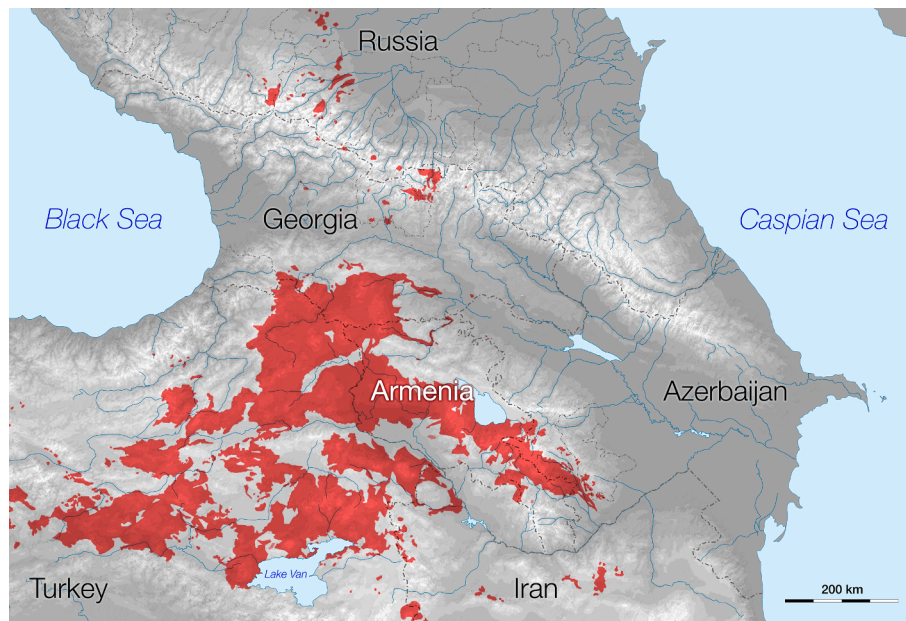 Russia
Black Sea
Georgia
Caspian Sea
Armenia
Azerbaijan
Lake Van
Turkey
Iran
200 km